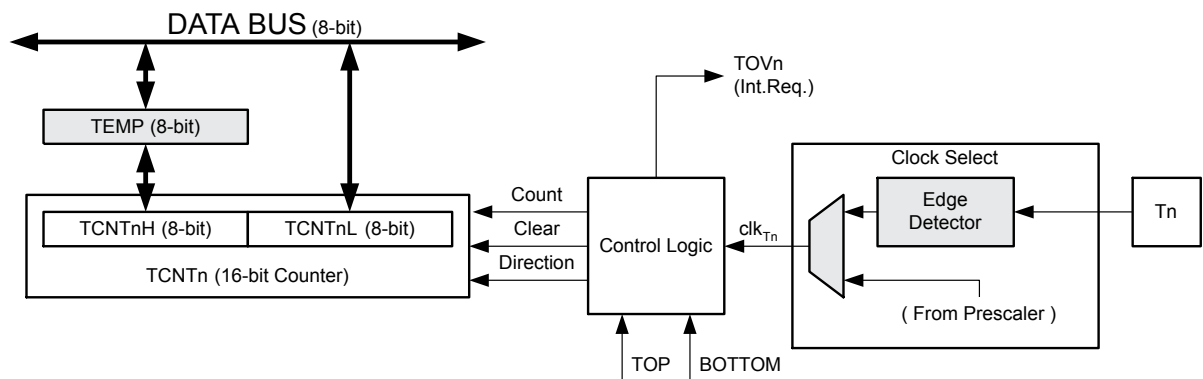 DATA BUS (8-bit)
TOVn
(Int.Req.)
TEMP (8-bit)
Clock Select
Count
Edge
Detector
Tn
TCNTnH (8-bit)
TCNTnL (8-bit)
Clear
Control Logic
clkTn
TCNTn (16-bit Counter)
Direction
( From Prescaler )
TOP
BOTTOM